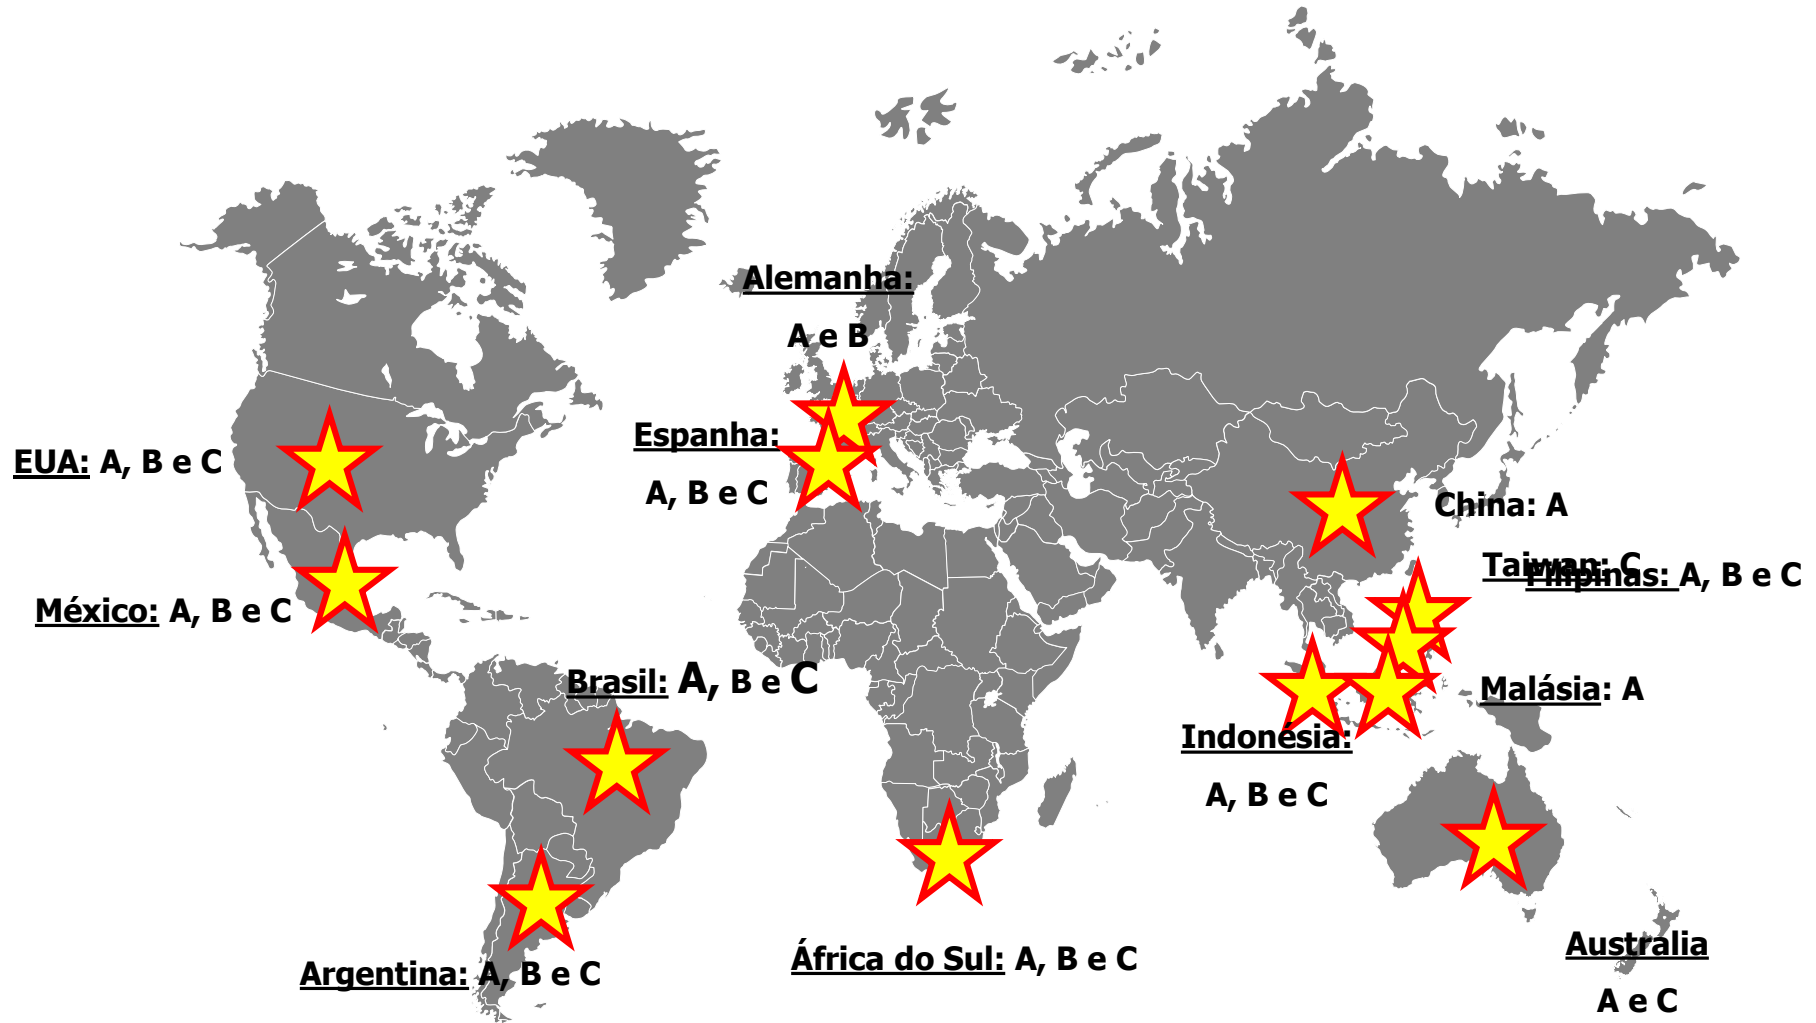 Alemanha:
A e B
Espanha:
A, B e C
EUA: A, B e C
China: A
Taiwan: C
Filipinas: A, B e C
México: A, B e C
Brasil: A, B e C
Malásia: A
Indonésia:
A, B e C
Argentina: A, B e C
África do Sul: A, B e C
Australia
A e C